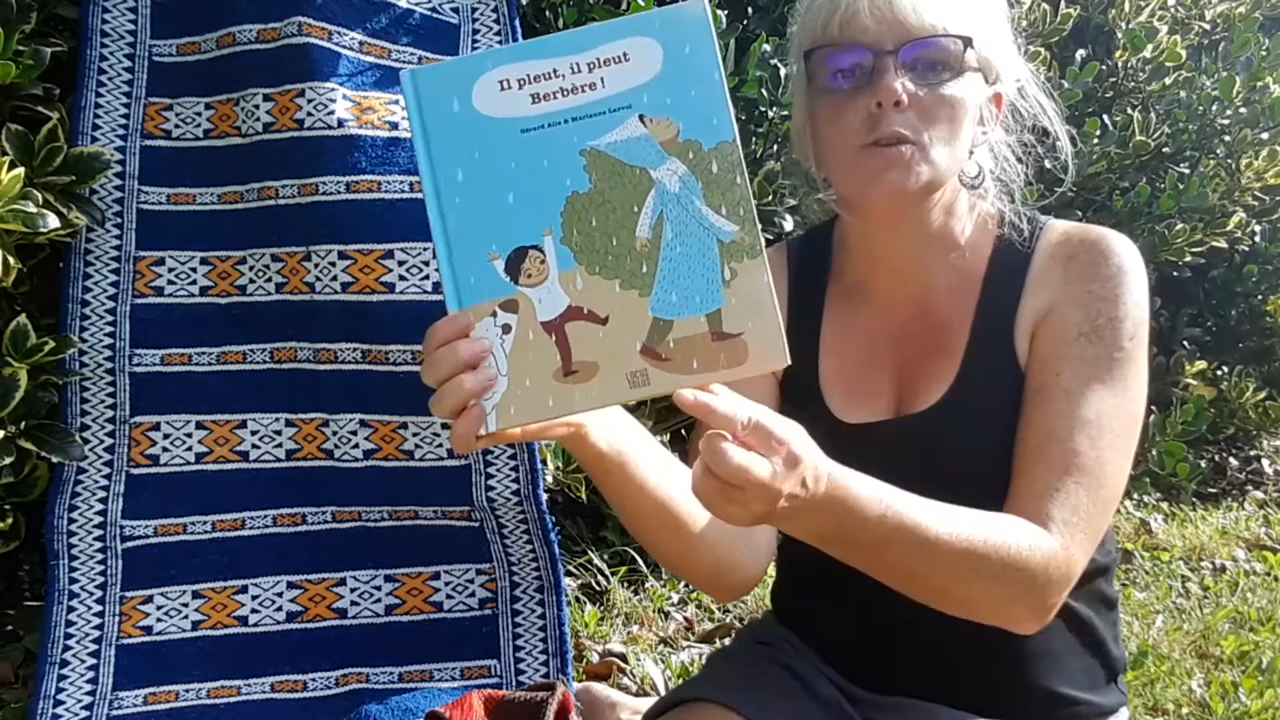 Il pleut, il pleut
Berbère !
Gérard Alle & Marianne Larvol
LOCUS
SOLUS